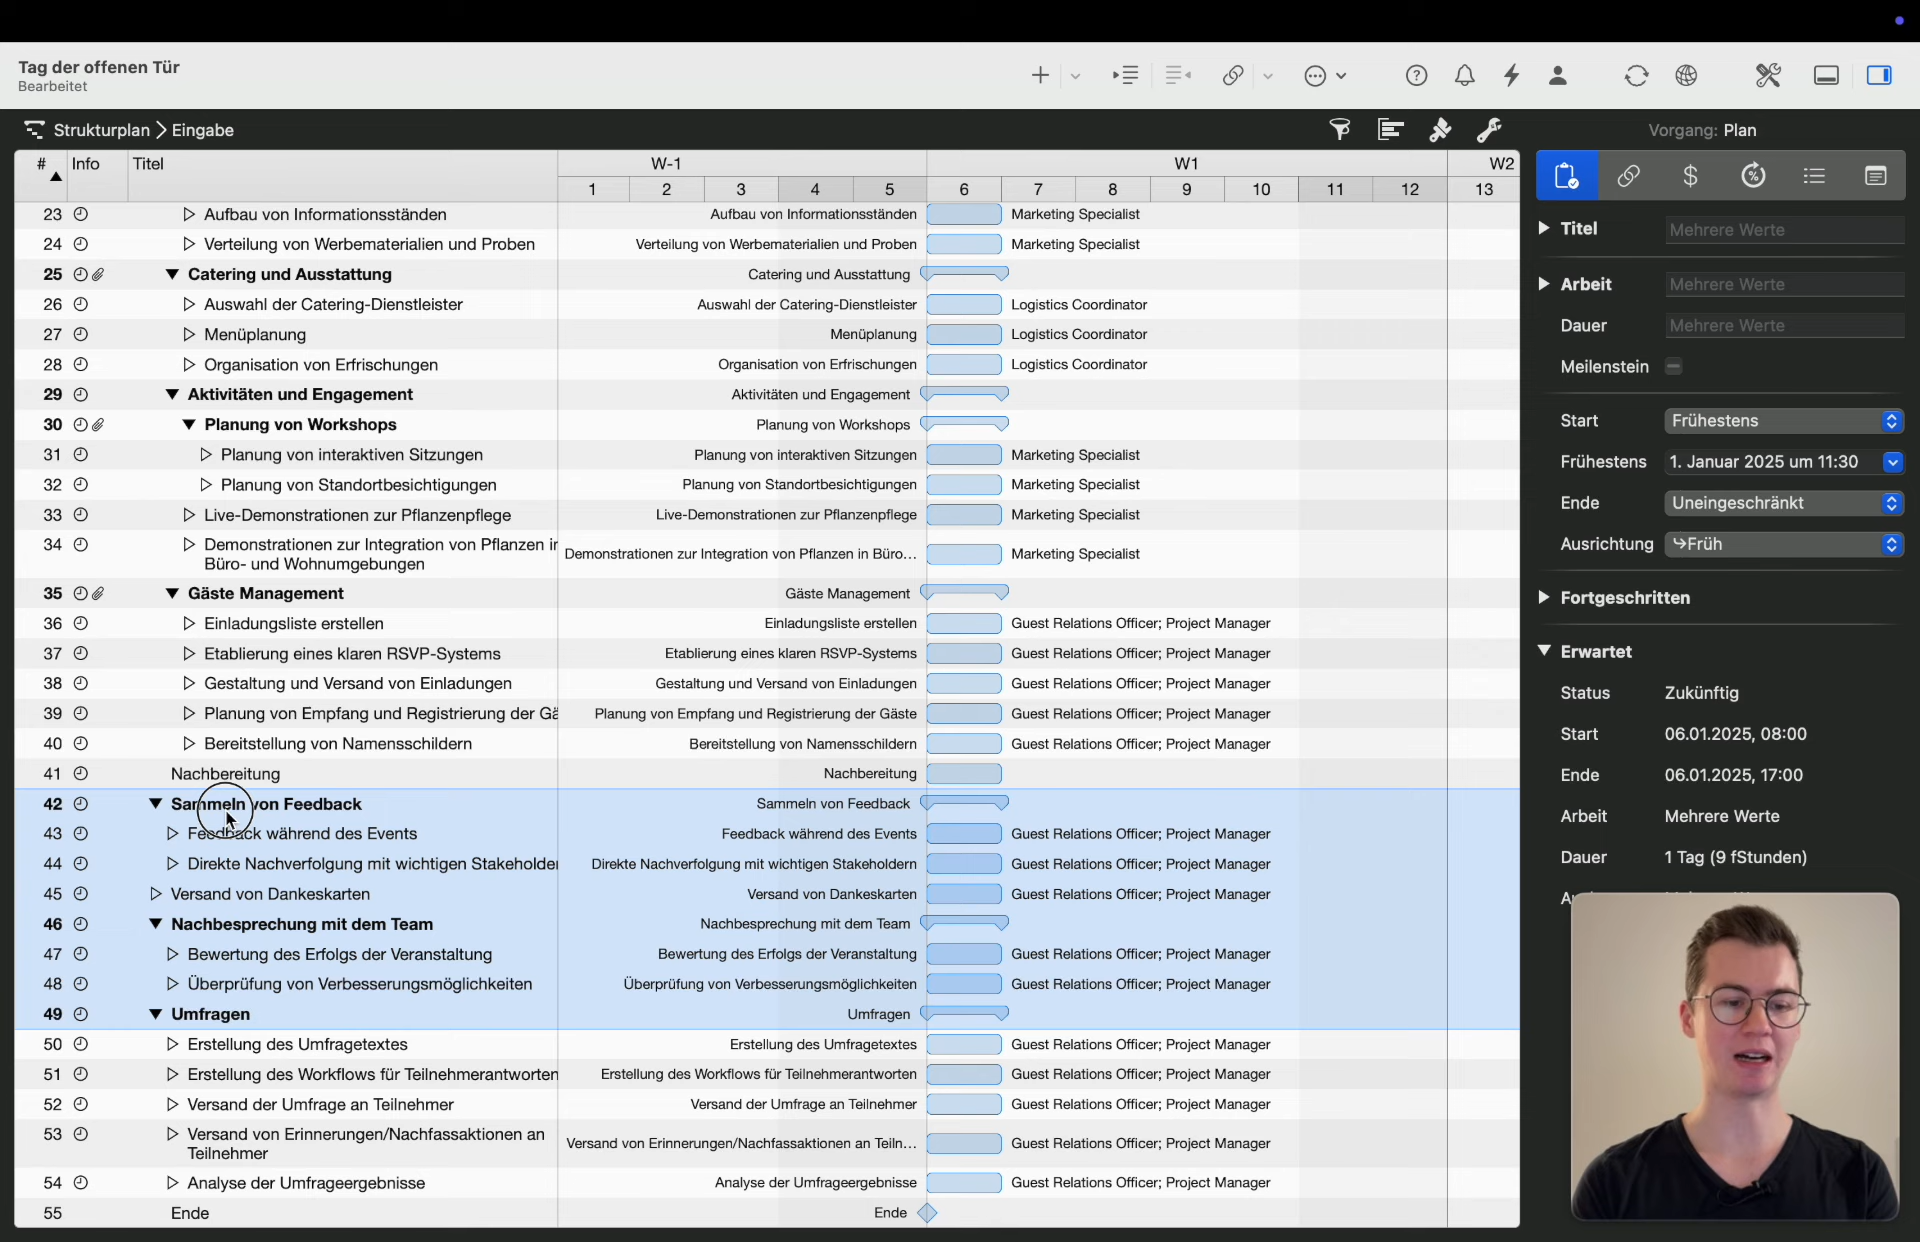 Tag der offenen Tür
Bearbeitet
Strukturplan Eingabe
Vorgang: Plan
# Info Titel W-1 W1 W2
1 2 3 4 5 6 7 8 9 10 11 12 13
23 Aufbau von Informationsständen Aufbau von Informationsständen Marketing Specialist
24 Verteilung von Werbematerialien und Proben Verteilung von Werbematerialien und Proben Marketing Specialist
25 Catering und Ausstattung Catering und Ausstattung
26 Auswahl der Catering-Dienstleister Auswahl der Catering-Dienstleister Logistics Coordinator
27 Menüplanung Menüplanung Logistics Coordinator
28 Organisation von Erfrischungen Organisation von Erfrischungen Logistics Coordinator
29 Aktivitäten und Engagement Aktivitäten und Engagement
30 Planung von Workshops Planung von Workshops
31 Planung von interaktiven Sitzungen Planung von interaktiven Sitzungen Marketing Specialist
32 Planung von Standortbesichtigungen Planung von Standortbesichtigungen Marketing Specialist
33 Live-Demonstrationen zur Pflanzenpflege Live-Demonstrationen zur Pflanzenpflege Marketing Specialist
34 Demonstrationen zur Integration von Pflanzen in Demonstrationen zur Integration von Pflanzen in Büro... Marketing Specialist
Büro- und Wohnumgebungen
35 Gäste Management Gäste Management
36 Einladungsliste erstellen Einladungsliste erstellen Guest Relations Officer; Project Manager
37 Etablierung eines klaren RSVP-Systems Etablierung eines klaren RSVP-Systems Guest Relations Officer; Project Manager
38 Gestaltung und Versand von Einladungen Gestaltung und Versand von Einladungen Guest Relations Officer; Project Manager
39 Planung von Empfang und Registrierung der Gä Planung von Empfang und Registrierung der Gäste Guest Relations Officer; Project Manager
40 Bereitstellung von Namensschildern Bereitstellung von Namensschildern Guest Relations Officer; Project Manager
41 Nachbereitung Nachbereitung
42 Sammeln von Feedback Sammeln von Feedback
43 Feedback während des Events Feedback während des Events Guest Relations Officer; Project Manager
44 Direkte Nachverfolgung mit wichtigen Stakeholder Direkte Nachverfolgung mit wichtigen Stakeholdern Guest Relations Officer; Project Manager
45 Versand von Dankeskarten Versand von Dankeskarten Guest Relations Officer; Project Manager
46 Nachbesprechung mit dem Team Nachbesprechung mit dem Team
47 Bewertung des Erfolgs der Veranstaltung Bewertung des Erfolgs der Veranstaltung Guest Relations Officer; Project Manager
48 Überprüfung von Verbesserungsmöglichkeiten Überprüfung von Verbesserungsmöglichkeiten Guest Relations Officer; Project Manager
49 Umfragen Umfragen
50 Erstellung des Umfragetextes Erstellung des Umfragetextes Guest Relations Officer; Project Manager
51 Erstellung des Workflows für Teilnehmerantworten Erstellung des Workflows für Teilnehmerantworten Guest Relations Officer; Project Manager
52 Versand der Umfrage an Teilnehmer Versand der Umfrage an Teilnehmer Guest Relations Officer; Project Manager
53 Versand von Erinnerungen/Nachfassaktionen an Versand von Erinnerungen/Nachfassaktionen an Teiln... Guest Relations Officer; Project Manager
Teilnehmer
54 Analyse der Umfrageergebnisse Analyse der Umfrageergebnisse Guest Relations Officer; Project Manager
55 Ende Ende
Titel Mehrere Werte
Arbeit Mehrere Werte
Dauer Mehrere Werte
Meilenstein
Start Frühestens
Frühestens 1. Januar 2025 um 11:30
Ende Uneingeschränkt
Ausrichtung Früh
Fortgeschritten
Erwartet
Status Zukünftig
Start 06.01.2025, 08:00
Ende 06.01.2025, 17:00
Arbeit Mehrere Werte
Dauer 1 Tag (9 fStunden)